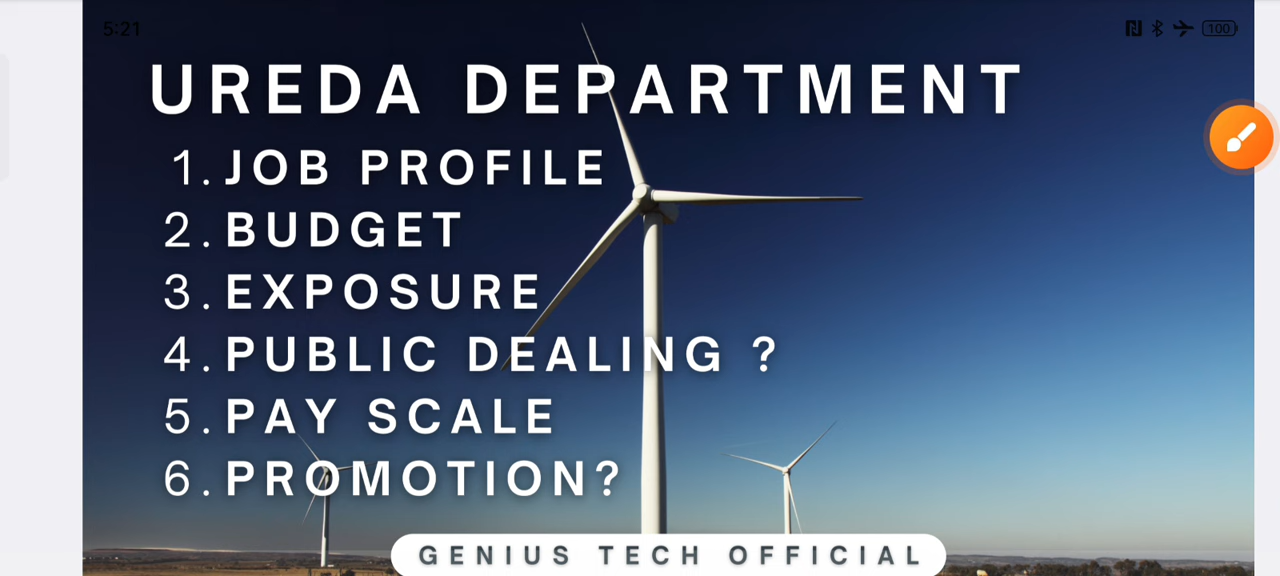 5:21
100
UREDA DEPARTMENT
1. JOB PROFILE
2. BUDGET
3. EXPOSURE
4. PUBLIC DEALING ?
5. PAY SCALE
6. PROMOTION?
GENIUS TECH OFFICIAL